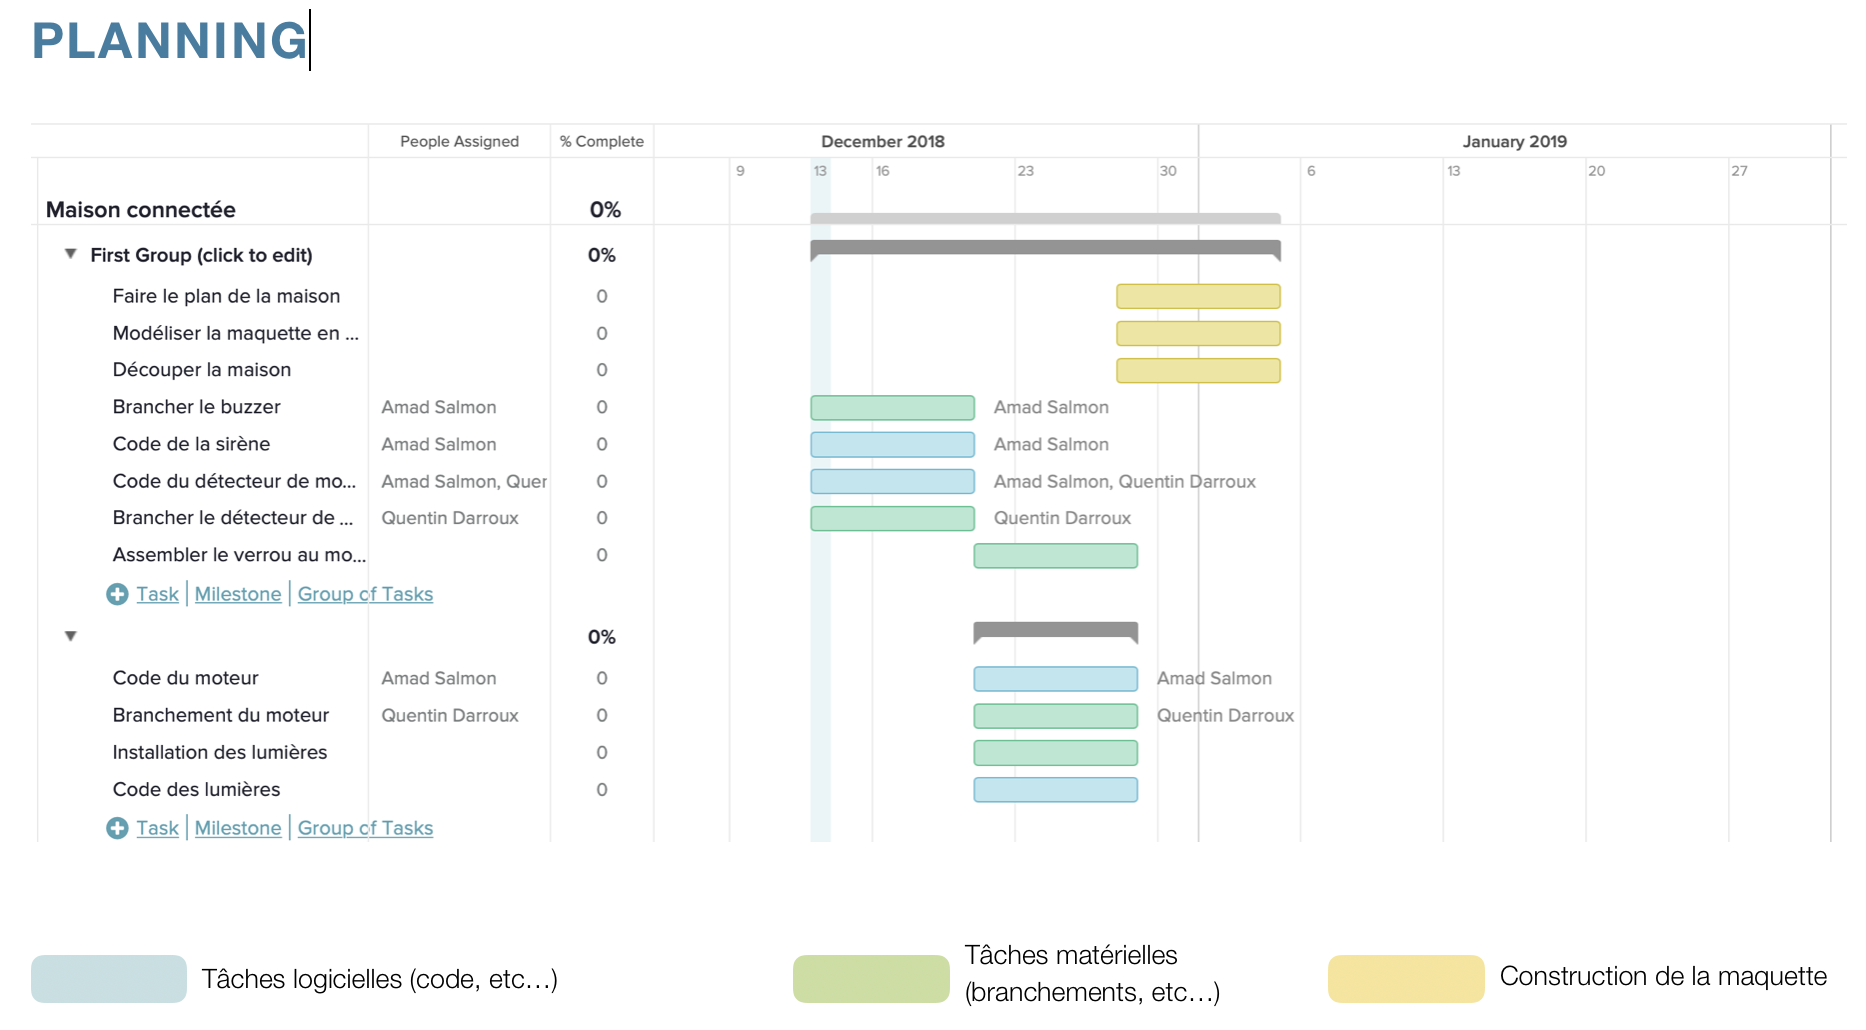 PLANNING
People Assigned % Complete December 2018 January 2019
9 13 16 23 30 6 13 20 27
Maison connectée 0%
First Group (click to edit) 0%
Faire le plan de la maison 0
Modéliser la maquette en ... 0
Découper la maison 0
Brancher le buzzer Amad Salmon 0 Amad Salmon
Code de la sirène Amad Salmon 0 Amad Salmon
Code du détecteur de mo... Amad Salmon, Quer 0 Amad Salmon, Quentin Darroux
Brancher le détecteur de ... Quentin Darroux 0 Quentin Darroux
Assembler le verrou au mo... 0
Task Milestone Group of Tasks
0%
Code du moteur Amad Salmon 0 Amad Salmon
Branchement du moteur Quentin Darroux 0 Quentin Darroux
Installation des lumières 0
Code des lumières 0
Task Milestone Group of Tasks
Tâches logicielles (code, etc…)
Tâches matérielles
(branchements, etc…)
Construction de la maquette